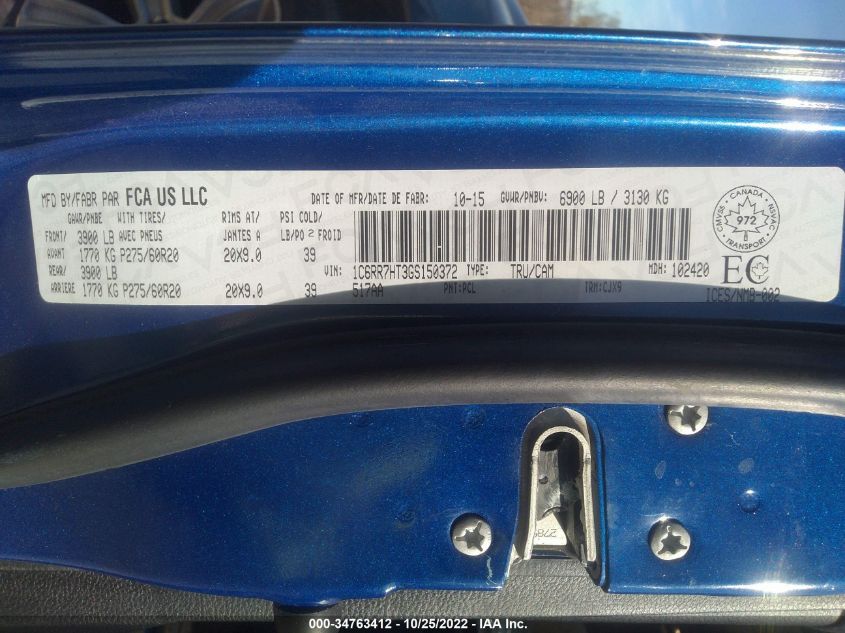 MFD BY/FABR PAR FCA US LLC DATE OF MFR/DATE DE FABR: 10-15 GVWR/PNBV: 6900 LB / 3130 KG
GAWR/PNBE WITH TIRES/ RIMS AT/ PSI COLD/
FRONT/ 3900 LB AVEC PNEUS JANTES A LB/PO 2 FROID
AVANT 1770 KG P275/60R20 20X9.0 39
REAR/ 3900 LB VIN: 1C6RR7HT3GS150372 TYPE: TRU/CAM MDH: 102420
ARRIERE 1770 KG P275/60R20 20X9.0 39 517AA PNT:PCL TRM:CJX9
CANADA
CMVSS NSVAC
972
TRANSPORT
EC
ICES/NMB-002
000-34763412 - 10/25/2022 - IAA Inc.